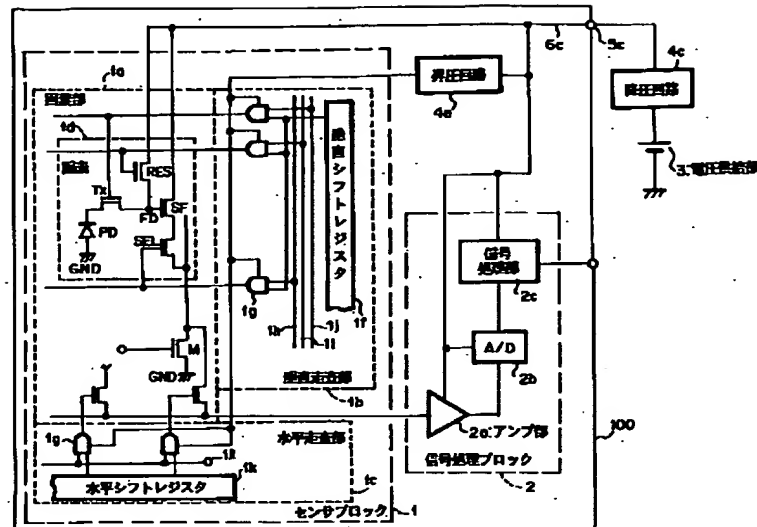 6c
5c
1a
昇圧回路
4a
降圧回路
4c
3:電圧供給部
画素部
1d
画素
RES
Tx
FD
SF
PD
SEL
GND
垂直シフトレジスタ
1f
1g
1h
1i
1j
M
GND
垂直走査部
1b
信号処理部
2c
A/D
2b
2a:アンプ部
信号処理ブロック
2
100
1g
水平走査部
1l
1k
水平シフトレジスタ
1c
センサブロック
1